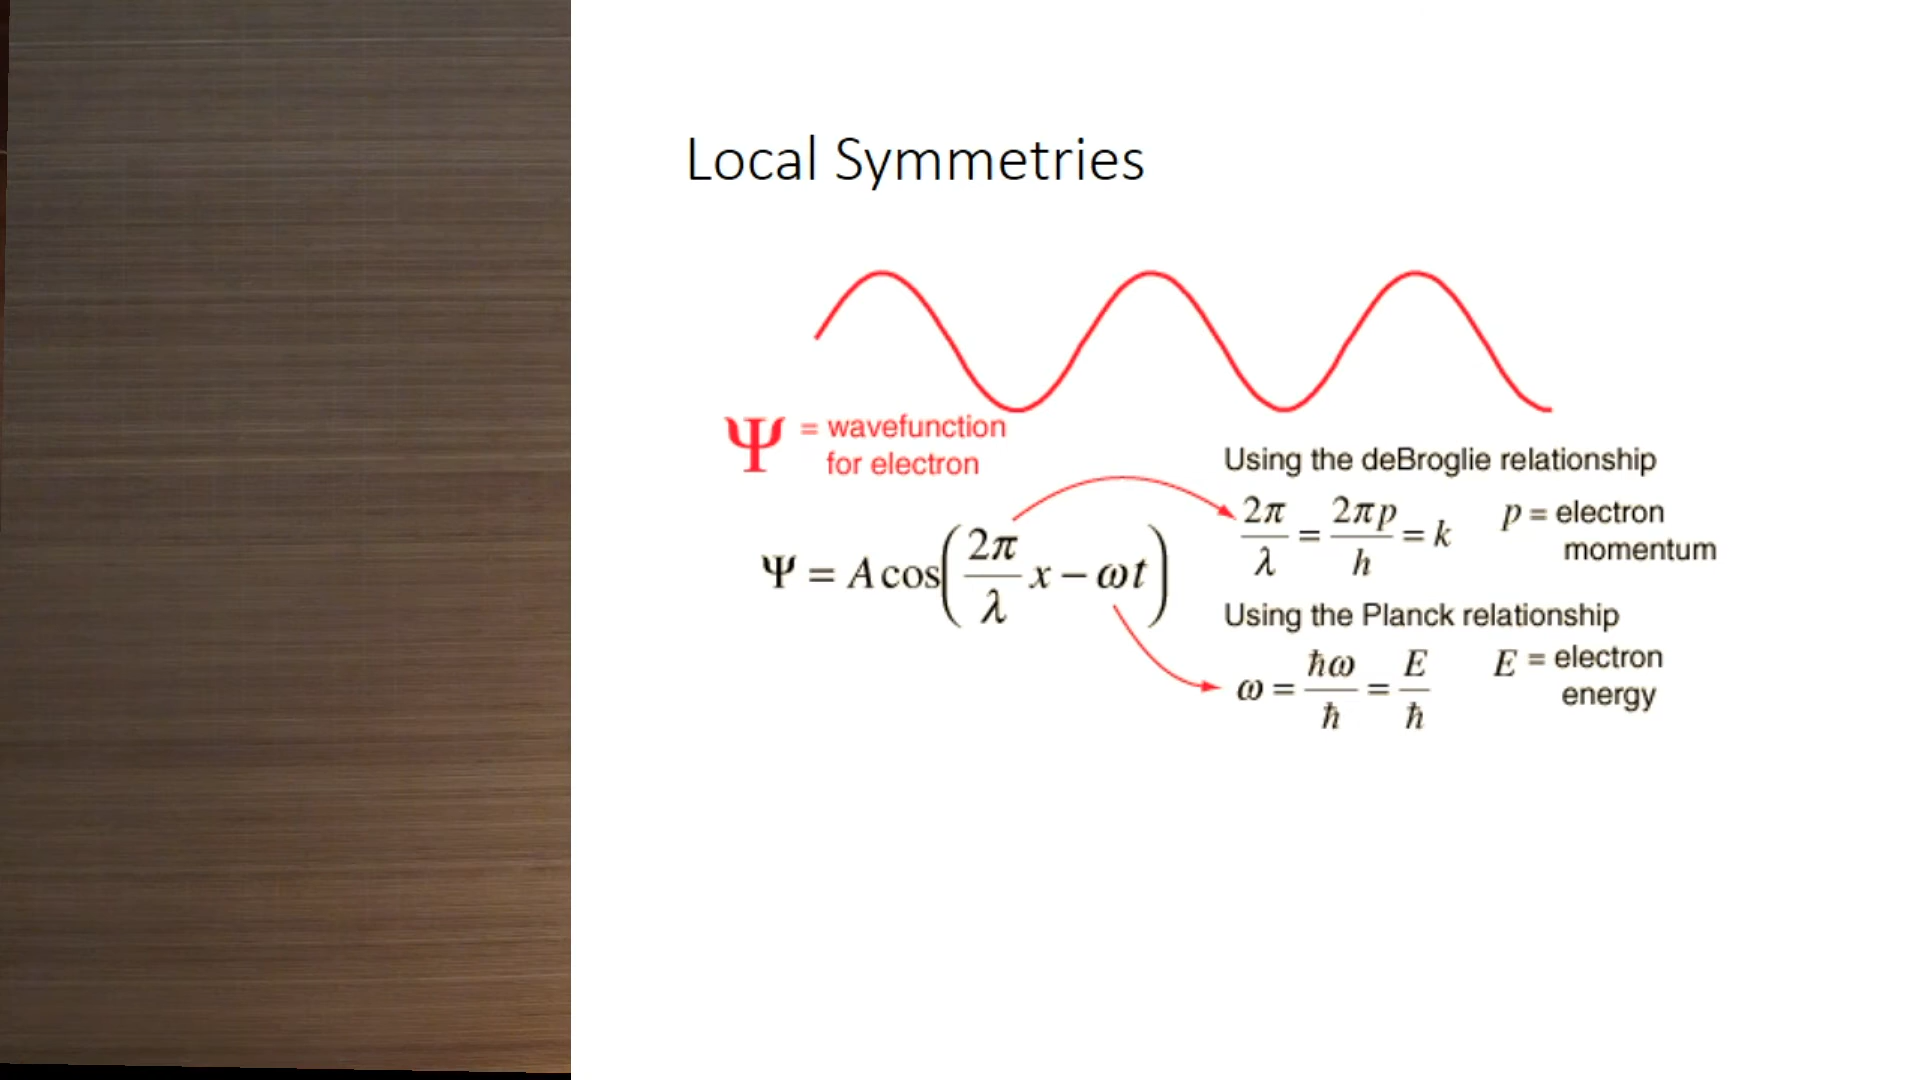 Local Symmetries
Ψ = wavefunction
for electron
Ψ = A cos(2π/λ x − ωt)
Using the deBroglie relationship
2π/λ = 2πp/h = k p = electron
momentum
Using the Planck relationship
ω = ħω/ħ = E/ħ E = electron
energy